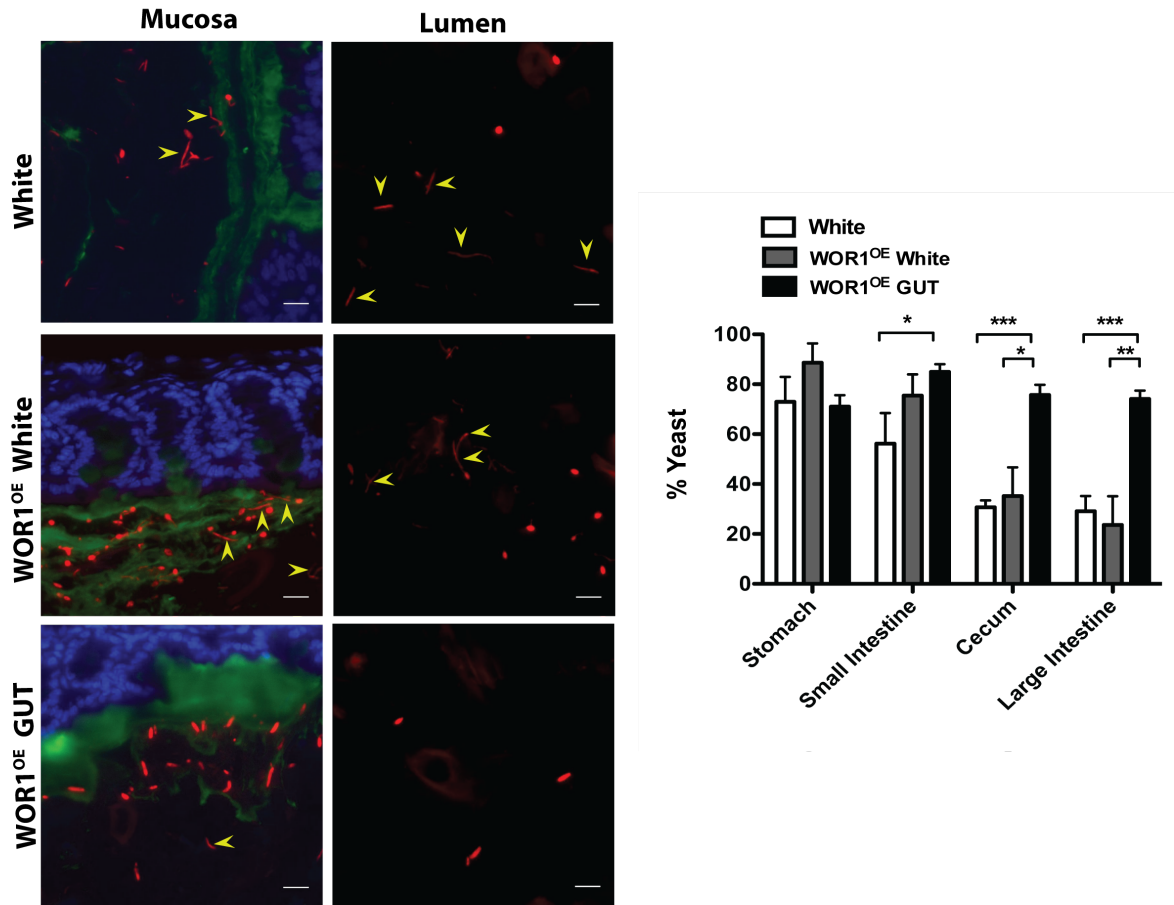 Mucosa
Lumen
White
WOR1OE White
WOR1OE GUT
White
WOR1OE White
WOR1OE GUT
% Yeast
100
80
60
40
20
0
*
***
*
***
**
Stomach
Small Intestine
Cecum
Large Intestine